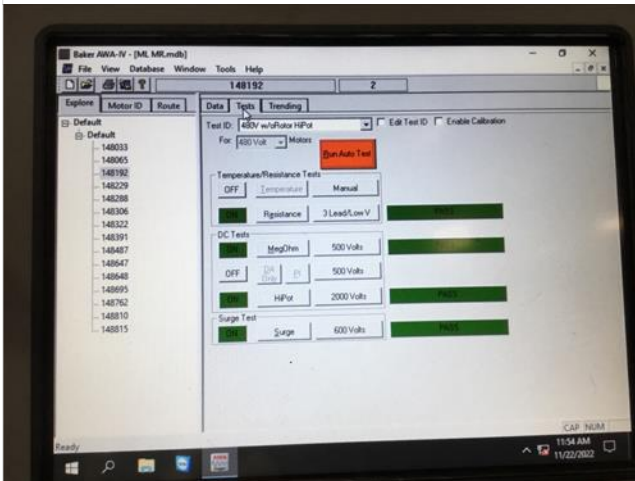 Baker AWA-IV - [ML MR.mdb]
File View Database Window Tools Help
148192 2
Explore Motor ID Route
Data Tests Trending
Default
Default
148033
148065
148192
148229
148288
148306
148322
148391
148487
148647
148648
148695
148762
148810
148815
Test ID: 480V w/oRotor HiPot Edit Test ID Enable Calibration
For: 480 Volt Motors
Run Auto Test
Temperature/Resistance Tests
OFF Temperature Manual
ON Resistance 3 Lead/Low V PASS
DC Tests
ON MegOhm 500 Volts
OFF DA Only PI 500 Volts
ON HiPot 2000 Volts PASS
Surge Test
ON Surge 600 Volts PASS
Ready
CAP NUM
11:54 AM
11/22/2022